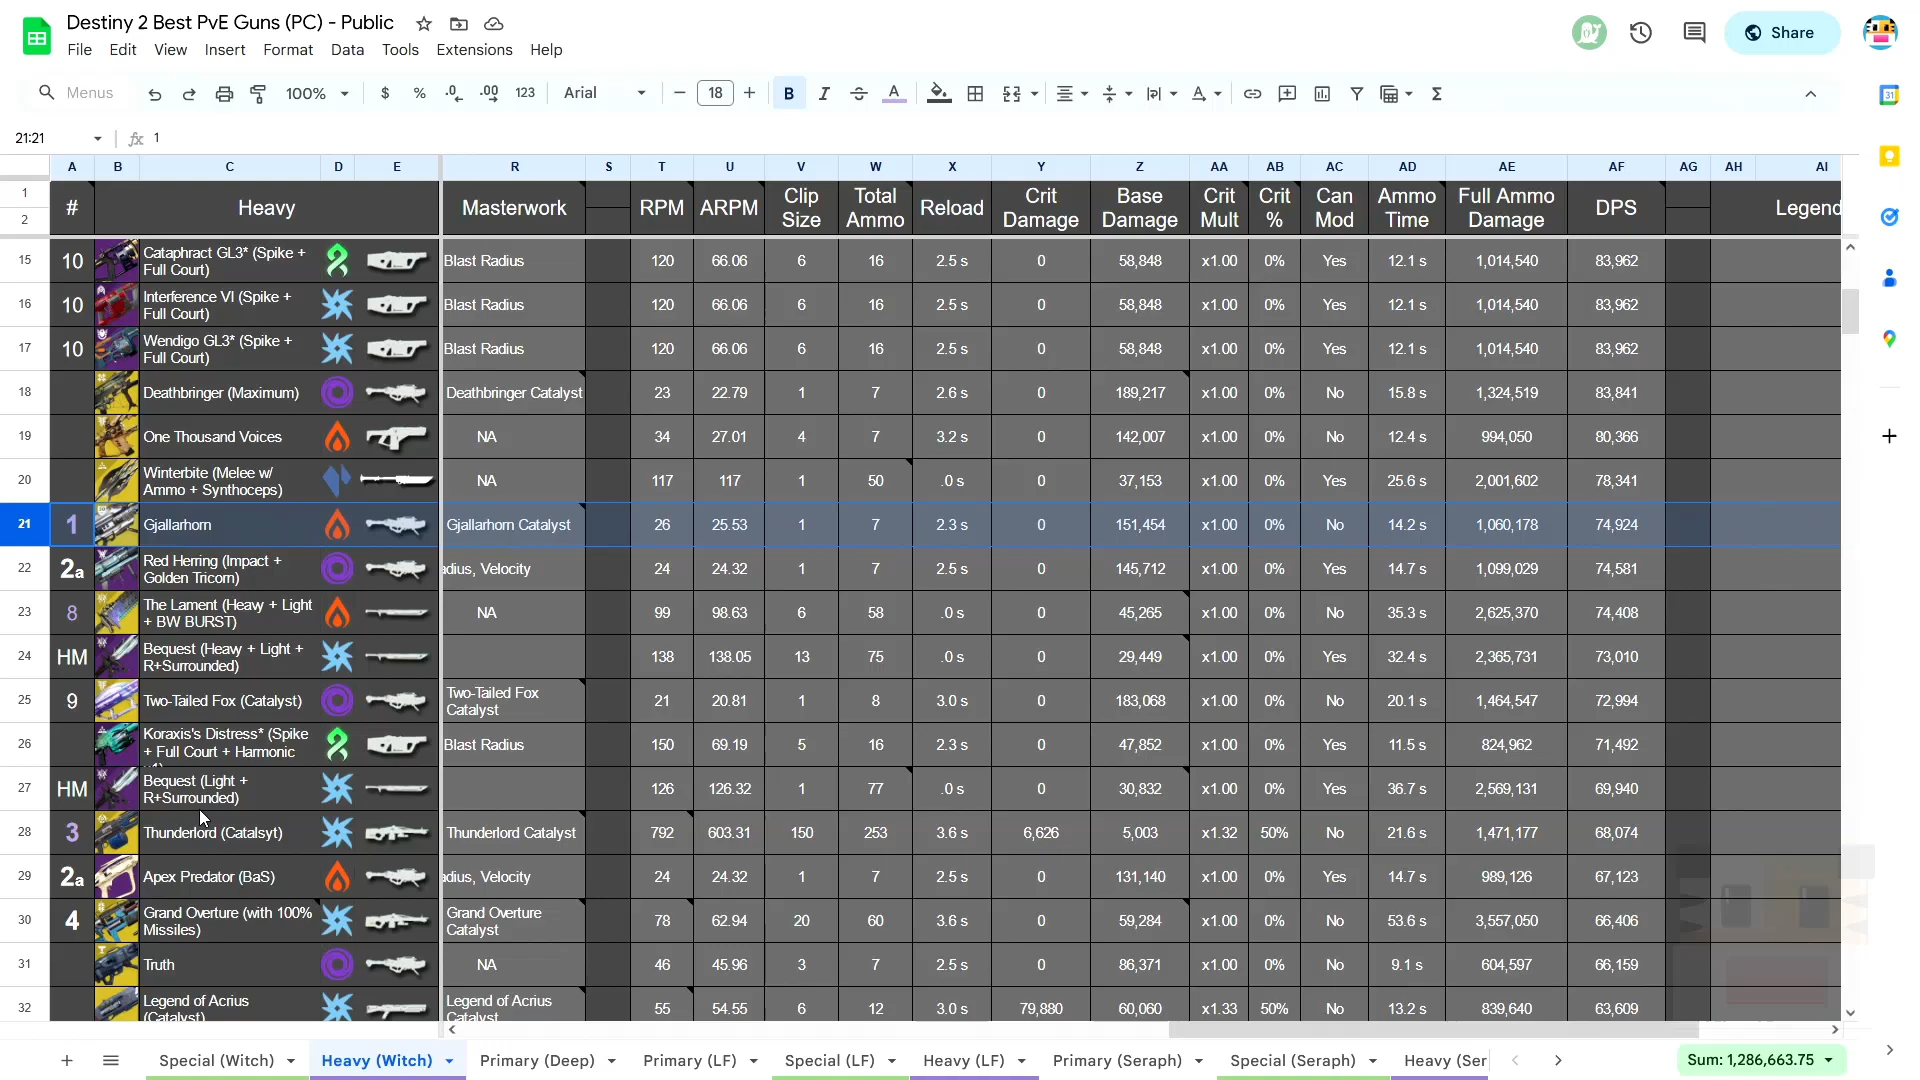 Destiny 2 Best PvE Guns (PC) - Public
File Edit View Insert Format Data Tools Extensions Help
Share
Menus 100% $ % .0 .00 123 Arial 18 B I A
21:21 fx 1
A B C D E R S T U V W X Y Z AA AB AC AD AE AF AG AH AI
1 # Heavy Masterwork RPM ARPM Clip Size Total Ammo Reload Crit Damage Base Damage Crit Mult Crit % Can Mod Ammo Time Full Ammo Damage DPS Legend
2
15 10 Cataphract GL3* (Spike + Full Court) Blast Radius 120 66.06 6 16 2.5 s 0 58,848 x1.00 0% Yes 12.1 s 1,014,540 83,962
16 10 Interference VI (Spike + Full Court) Blast Radius 120 66.06 6 16 2.5 s 0 58,848 x1.00 0% Yes 12.1 s 1,014,540 83,962
17 10 Wendigo GL3* (Spike + Full Court) Blast Radius 120 66.06 6 16 2.5 s 0 58,848 x1.00 0% Yes 12.1 s 1,014,540 83,962
18 Deathbringer (Maximum) Deathbringer Catalyst 23 22.79 1 7 2.6 s 0 189,217 x1.00 0% No 15.8 s 1,324,519 83,841
19 One Thousand Voices NA 34 27.01 4 7 3.2 s 0 142,007 x1.00 0% No 12.4 s 994,050 80,366
20 Winterbite (Melee w/ Ammo + Synthoceps) NA 117 117 1 50 .0 s 0 37,153 x1.00 0% Yes 25.6 s 2,001,602 78,341
21 1 Gjallarhorn Gjallarhorn Catalyst 26 25.53 1 7 2.3 s 0 151,454 x1.00 0% No 14.2 s 1,060,178 74,924
22 2a Red Herring (Impact + Golden Tricorn) adius, Velocity 24 24.32 1 7 2.5 s 0 145,712 x1.00 0% Yes 14.7 s 1,099,029 74,581
23 8 The Lament (Heavy + Light + BW BURST) NA 99 98.63 6 58 .0 s 0 45,265 x1.00 0% No 35.3 s 2,625,370 74,408
24 HM Bequest (Heavy + Light + R+Surrounded) 138 138.05 13 75 .0 s 0 29,449 x1.00 0% Yes 32.4 s 2,365,731 73,010
25 9 Two-Tailed Fox (Catalyst) Two-Tailed Fox Catalyst 21 20.81 1 8 3.0 s 0 183,068 x1.00 0% No 20.1 s 1,464,547 72,994
26 Koraxis's Distress* (Spike + Full Court + Harmonic Blast Radius 150 69.19 5 16 2.3 s 0 47,852 x1.00 0% Yes 11.5 s 824,962 71,492
27 HM Bequest (Light + R+Surrounded) 126 126.32 1 77 .0 s 0 30,832 x1.00 0% Yes 36.7 s 2,569,131 69,940
28 3 Thunderlord (Catalsyt) Thunderlord Catalyst 792 603.31 150 253 3.6 s 6,626 5,003 x1.32 50% No 21.6 s 1,471,177 68,074
29 2a Apex Predator (BaS) adius, Velocity 24 24.32 1 7 2.5 s 0 131,140 x1.00 0% Yes 14.7 s 989,126 67,123
30 4 Grand Overture (with 100% Missiles) Grand Overture Catalyst 78 62.94 20 60 3.6 s 0 59,284 x1.00 0% No 53.6 s 3,557,050 66,406
31 Truth NA 46 45.96 3 7 2.5 s 0 86,371 x1.00 0% No 9.1 s 604,597 66,159
32 Legend of Acrius (Catalyst) Legend of Acrius Catalyst 55 54.55 6 12 3.0 s 79,880 60,060 x1.33 50% No 13.2 s 839,640 63,609
Special (Witch) Heavy (Witch) Primary (Deep) Primary (LF) Special (LF) Heavy (LF) Primary (Seraph) Special (Seraph) Heavy (Ser
Sum: 1,286,663.75